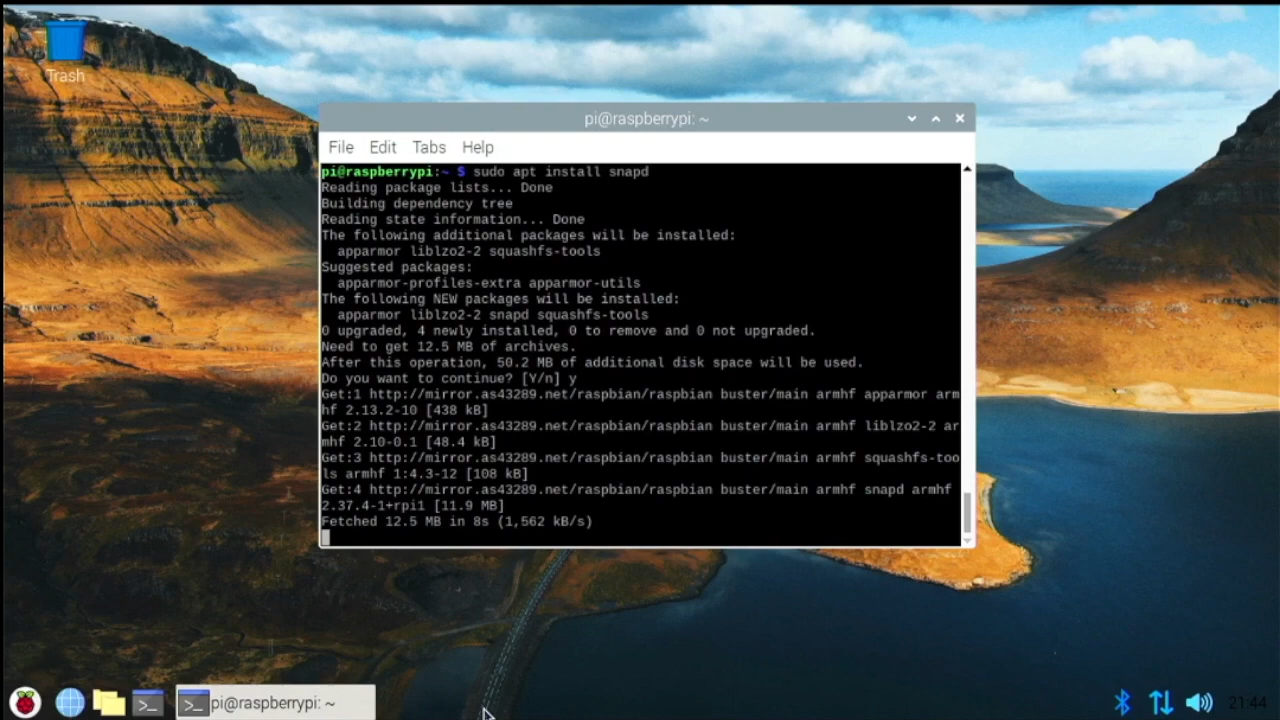 Trash
pi@raspberrypi: ~
File Edit Tabs Help
pi@raspberrypi:~ $ sudo apt install snapd
Reading package lists... Done
Building dependency tree
Reading state information... Done
The following additional packages will be installed:
  apparmor liblzo2-2 squashfs-tools
Suggested packages:
  apparmor-profiles-extra apparmor-utils
The following NEW packages will be installed:
  apparmor liblzo2-2 snapd squashfs-tools
0 upgraded, 4 newly installed, 0 to remove and 0 not upgraded.
Need to get 12.5 MB of archives.
After this operation, 50.2 MB of additional disk space will be used.
Do you want to continue? [Y/n] y
Get:1 http://mirror.as43289.net/raspbian/raspbian buster/main armhf apparmor arm
hf 2.13.2-10 [438 kB]
Get:2 http://mirror.as43289.net/raspbian/raspbian buster/main armhf liblzo2-2 ar
mhf 2.10-0.1 [48.4 kB]
Get:3 http://mirror.as43289.net/raspbian/raspbian buster/main armhf squashfs-too
ls armhf 1:4.3-12 [108 kB]
Get:4 http://mirror.as43289.net/raspbian/raspbian buster/main armhf snapd armhf
2.37.4-1+rpi1 [11.9 MB]
Fetched 12.5 MB in 8s (1,562 kB/s)
pi@raspberrypi: ~
21:44